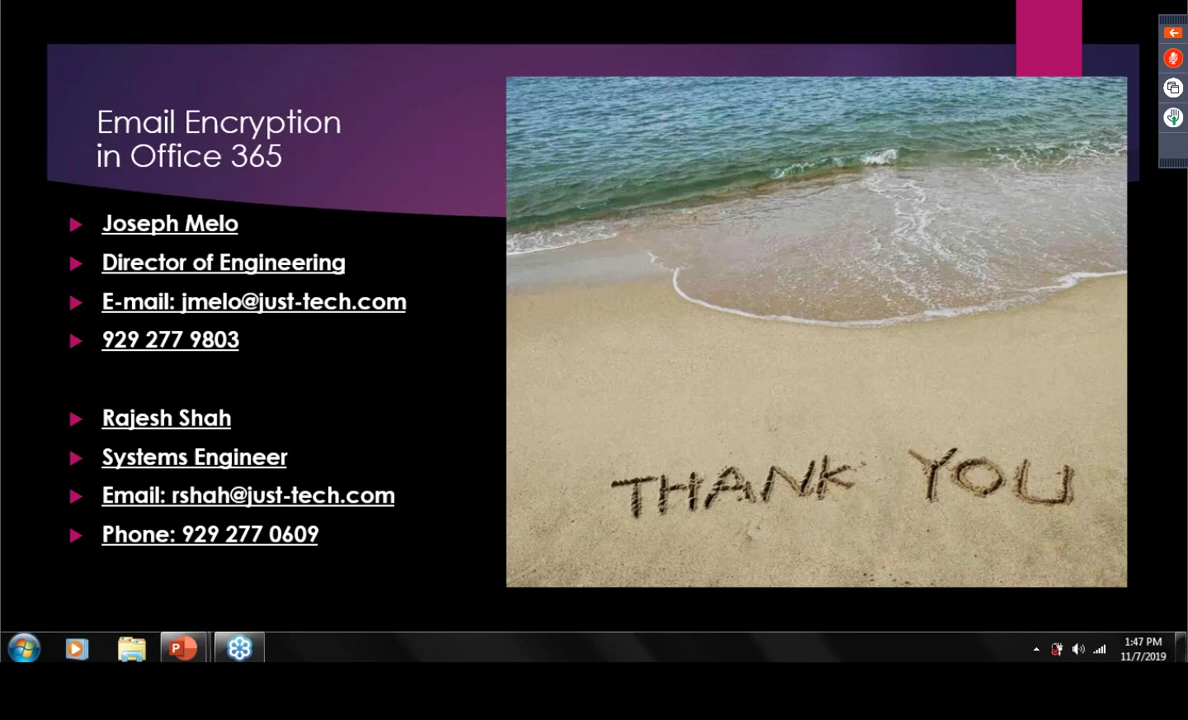 Email Encryption
in Office 365
Joseph Melo
Director of Engineering
E-mail: jmelo@just-tech.com
929 277 9803
Rajesh Shah
Systems Engineer
Email: rshah@just-tech.com
Phone: 929 277 0609
THANK YOU
1:47 PM
11/7/2019